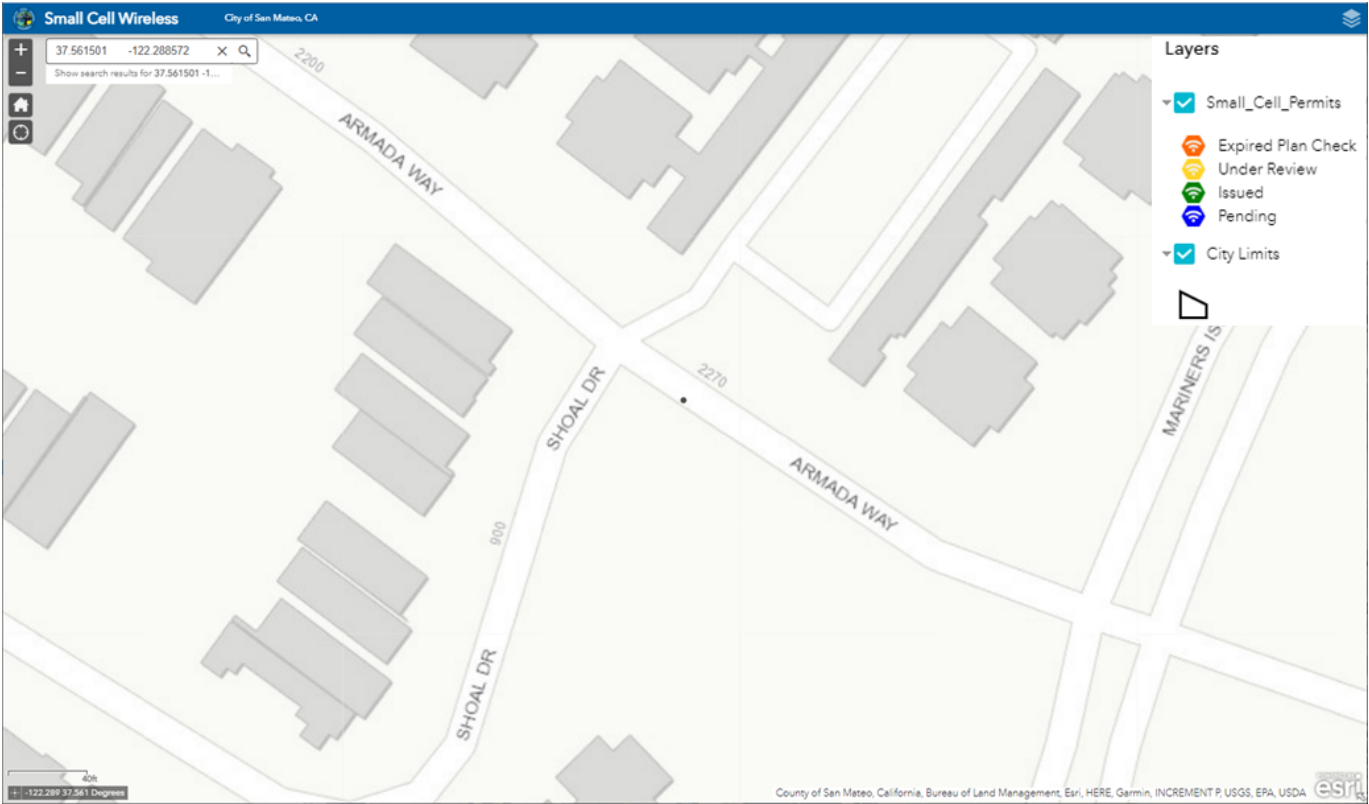 Small Cell Wireless
City of San Mateo, CA
37.561501 -122.288572
Show search results for 37.561501 -1...
Layers
Small_Cell_Permits
Expired Plan Check
Under Review
Issued
Pending
City Limits
2200
ARMADA WAY
SHOAL DR
2270
MARINERS IS
ARMADA WAY
900
SHOAL DR
40ft
-122.289 37.561 Degrees
County of San Mateo, California, Bureau of Land Management, Esri, HERE, Garmin, INCREMENT P, USGS, EPA, USDA
esri